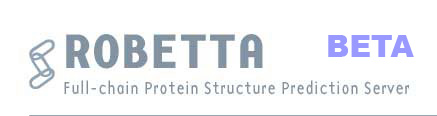 ROBETTA BETA
Full-chain Protein Structure Prediction Server